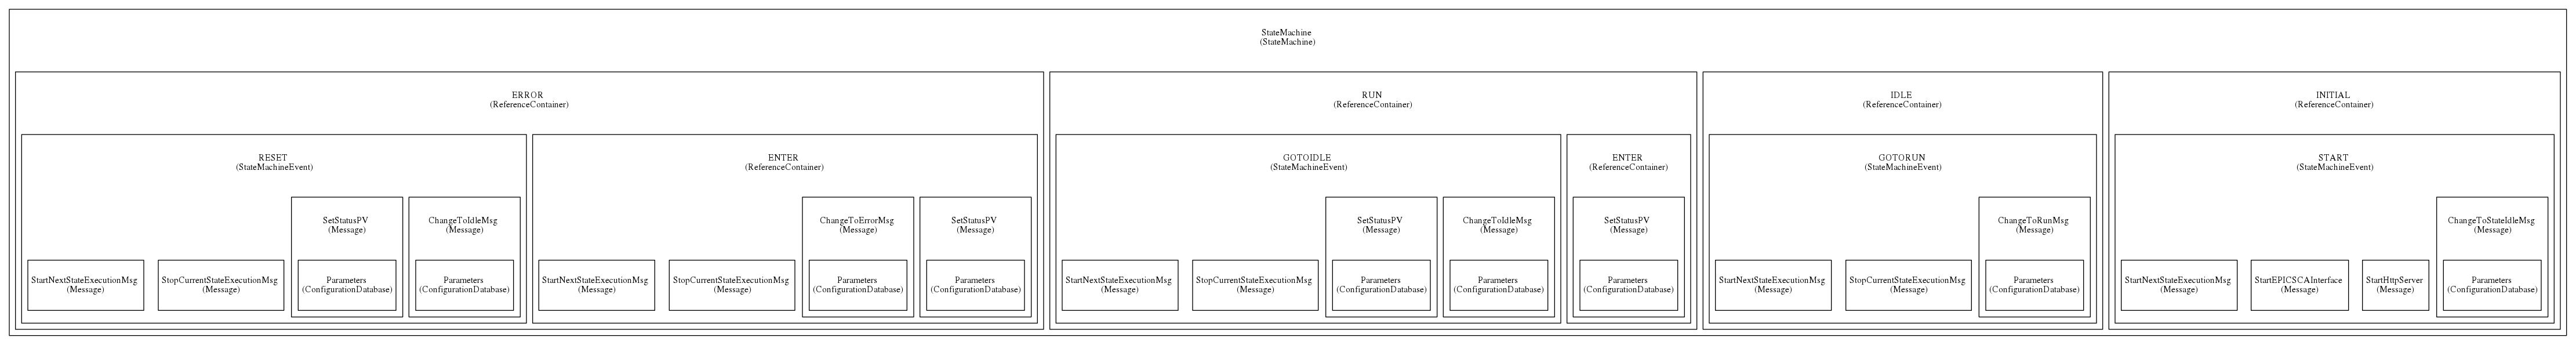 StateMachine
(StateMachine)
ERROR
(ReferenceContainer)
RUN
(ReferenceContainer)
IDLE
(ReferenceContainer)
INITIAL
(ReferenceContainer)
RESET
(StateMachineEvent)
ENTER
(ReferenceContainer)
GOTOIDLE
(StateMachineEvent)
ENTER
(ReferenceContainer)
GOTORUN
(StateMachineEvent)
START
(StateMachineEvent)
SetStatusPV
(Message)
ChangeToIdleMsg
(Message)
ChangeToErrorMsg
(Message)
SetStatusPV
(Message)
SetStatusPV
(Message)
ChangeToIdleMsg
(Message)
SetStatusPV
(Message)
ChangeToRunMsg
(Message)
ChangeToStateIdleMsg
(Message)
StartNextStateExecutionMsg
(Message)
StopCurrentStateExecutionMsg
(Message)
Parameters
(ConfigurationDatabase)
Parameters
(ConfigurationDatabase)
StartNextStateExecutionMsg
(Message)
StopCurrentStateExecutionMsg
(Message)
Parameters
(ConfigurationDatabase)
Parameters
(ConfigurationDatabase)
StartNextStateExecutionMsg
(Message)
StopCurrentStateExecutionMsg
(Message)
Parameters
(ConfigurationDatabase)
Parameters
(ConfigurationDatabase)
Parameters
(ConfigurationDatabase)
StartNextStateExecutionMsg
(Message)
StopCurrentStateExecutionMsg
(Message)
Parameters
(ConfigurationDatabase)
StartNextStateExecutionMsg
(Message)
StartEPICSCAInterface
(Message)
StartHttpServer
(Message)
Parameters
(ConfigurationDatabase)